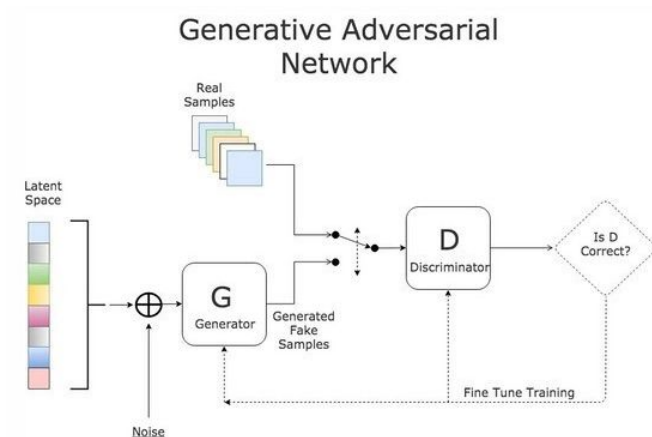 Generative Adversarial
Network
Real
Samples
Latent
Space
D
Discriminator
Is D
Correct?
G
Generator
Generated
Fake
Samples
Fine Tune Training
Noise